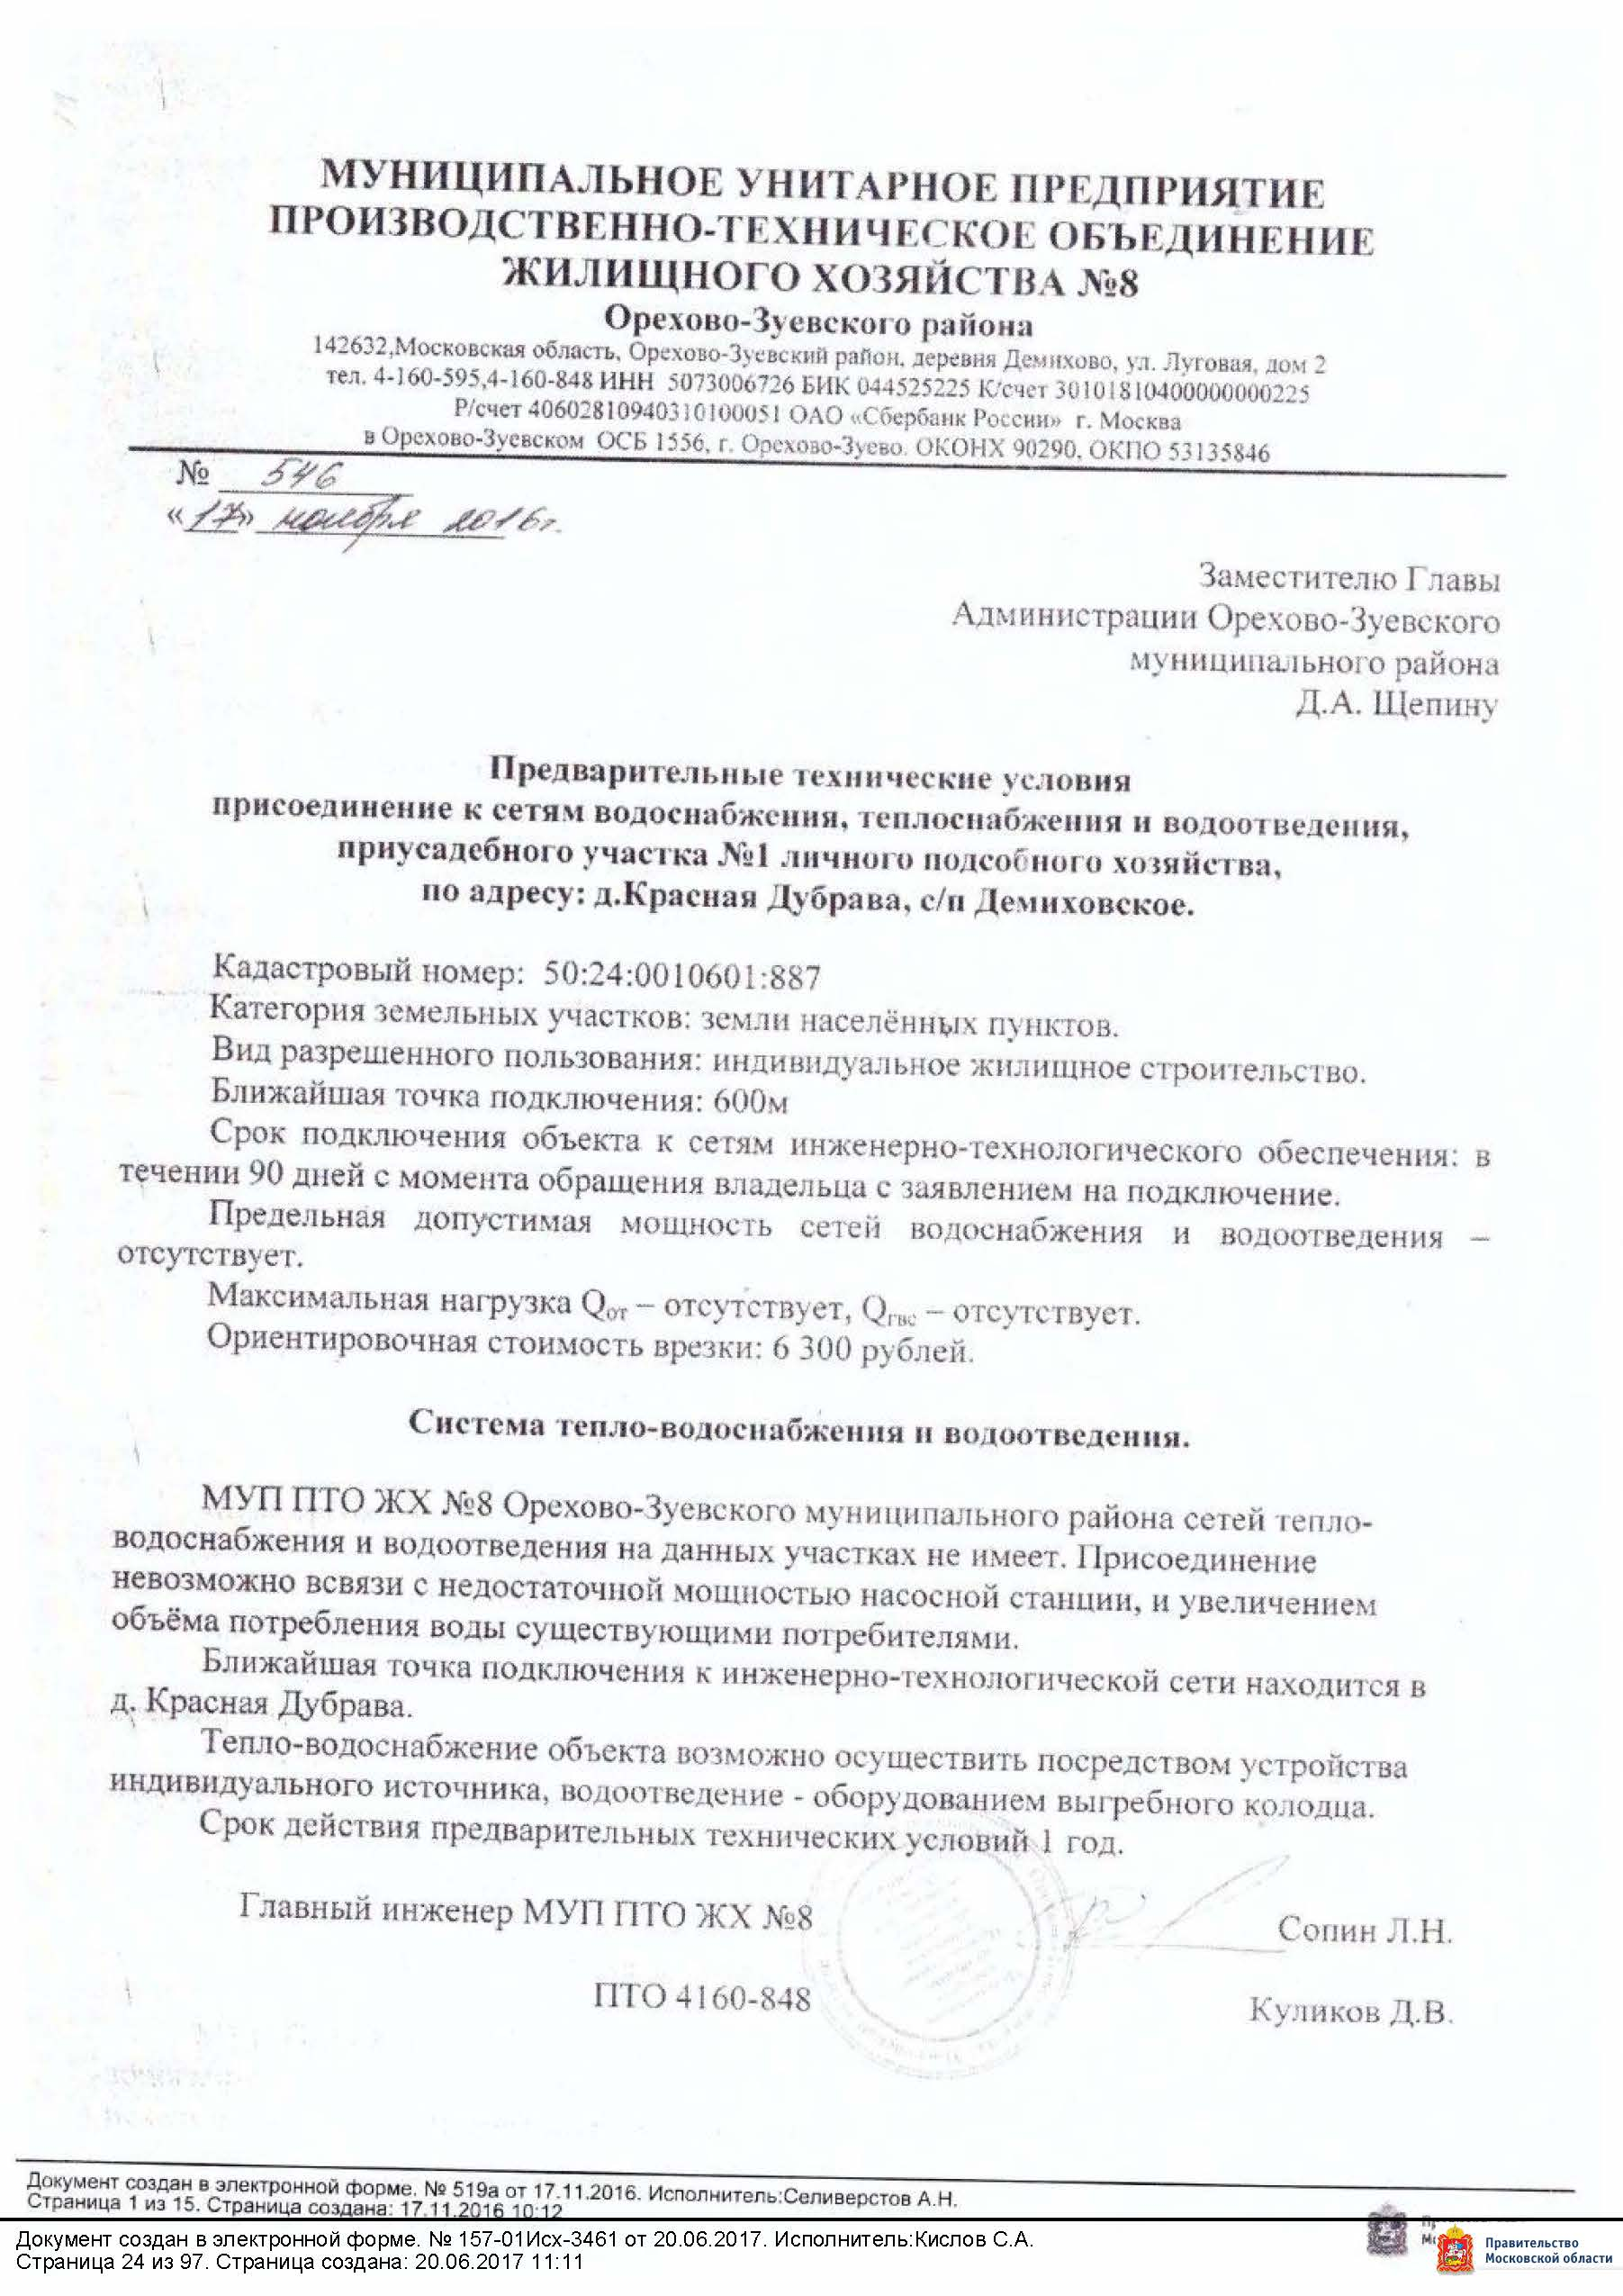 МУНИЦИПАЛЬНОЕ УНИТАРНОЕ ПРЕДПРИЯТИЕ
ПРОИЗВОДСТВЕННО-ТЕХНИЧЕСКОЕ ОБЪЕДИНЕНИЕ
ЖИЛИЩНОГО ХОЗЯЙСТВА №8
Орехово-Зуевского района
142632,Московская область, Орехово-Зуевский район, деревня Демихово, ул. Луговая, дом 2
тел. 4-160-595,4-160-848 ИНН 5073006726 БИК 044525225 К/счет 30101810400000000225
Р/счет 40602810940310100051 ОАО «Сбербанк России» г. Москва
в Орехово-Зуевском ОСБ 1556, г. Орехово-Зуево. ОКОНХ 90290, ОКПО 53135846
№ 546
«17» ноября 2016г.
Заместителю Главы
Администрации Орехово-Зуевского
муниципального района
Д.А. Щепину
Предварительные технические условия
присоединение к сетям водоснабжения, теплоснабжения и водоотведения,
приусадебного участка №1 личного подсобного хозяйства,
по адресу: д.Красная Дубрава, с/п Демиховское.
Кадастровый номер: 50:24:0010601:887
Категория земельных участков: земли населённых пунктов.
Вид разрешенного пользования: индивидуальное жилищное строительство.
Ближайшая точка подключения: 600м
Срок подключения объекта к сетям инженерно-технологического обеспечения: в
течении 90 дней с момента обращения владельца с заявлением на подключение.
Предельная допустимая мощность сетей водоснабжения и водоотведения –
отсутствует.
Максимальная нагрузка Qот – отсутствует, Qгвс – отсутствует.
Ориентировочная стоимость врезки: 6 300 рублей.
Система тепло-водоснабжения и водоотведения.
МУП ПТО ЖХ №8 Орехово-Зуевского муниципального района сетей тепло-
водоснабжения и водоотведения на данных участках не имеет. Присоединение
невозможно всвязи с недостаточной мощностью насосной станции, и увеличением
объёма потребления воды существующими потребителями.
Ближайшая точка подключения к инженерно-технологической сети находится в
д. Красная Дубрава.
Тепло-водоснабжение объекта возможно осуществить посредством устройства
индивидуального источника, водоотведение - оборудованием выгребного колодца.
Срок действия предварительных технических условий 1 год.
Главный инженер МУП ПТО ЖХ №8
Сопин Л.Н.
ПТО 4160-848
Куликов Д.В.
Документ создан в электронной форме. № 519а от 17.11.2016. Исполнитель:Селиверстов А.Н.
Страница 1 из 15. Страница создана: 17.11.2016 10:12
Документ создан в электронной форме. № 157-01Исх-3461 от 20.06.2017. Исполнитель:Кислов С.А.
Страница 24 из 97. Страница создана: 20.06.2017 11:11
Правительство
Московской области